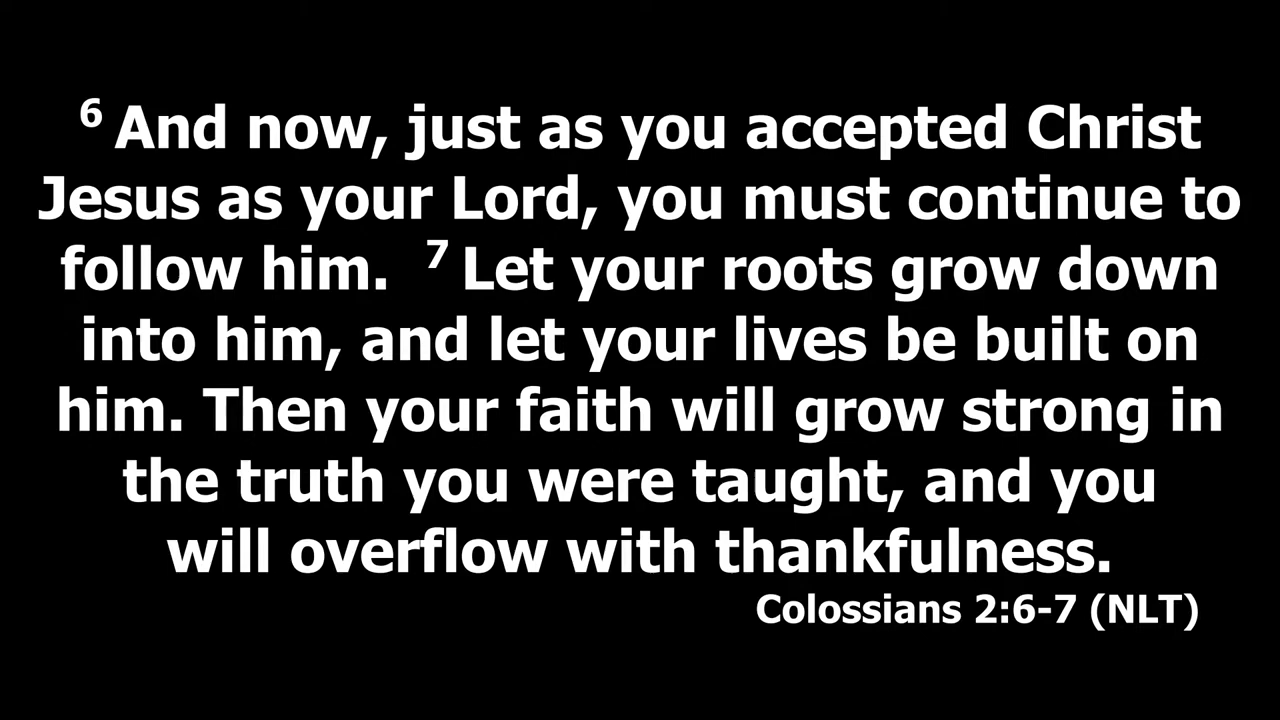 6 And now, just as you accepted Christ
Jesus as your Lord, you must continue to
follow him. 7 Let your roots grow down
into him, and let your lives be built on
him. Then your faith will grow strong in
the truth you were taught, and you
will overflow with thankfulness.
Colossians 2:6-7 (NLT)